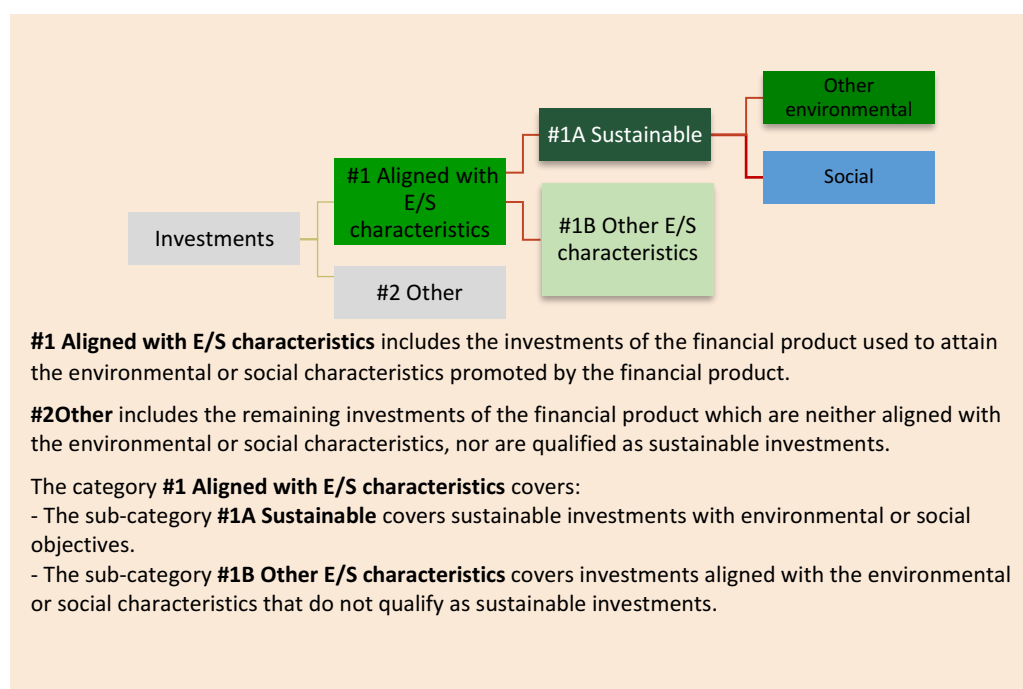 Other
environmental
#1A Sustainable
Social
#1 Aligned with
E/S
characteristics
#1B Other E/S
characteristics
Investments
#2 Other
#1 Aligned with E/S characteristics includes the investments of the financial product used to attain
the environmental or social characteristics promoted by the financial product.
#2Other includes the remaining investments of the financial product which are neither aligned with
the environmental or social characteristics, nor are qualified as sustainable investments.
The category #1 Aligned with E/S characteristics covers:
- The sub-category #1A Sustainable covers sustainable investments with environmental or social
objectives.
- The sub-category #1B Other E/S characteristics covers investments aligned with the environmental
or social characteristics that do not qualify as sustainable investments.